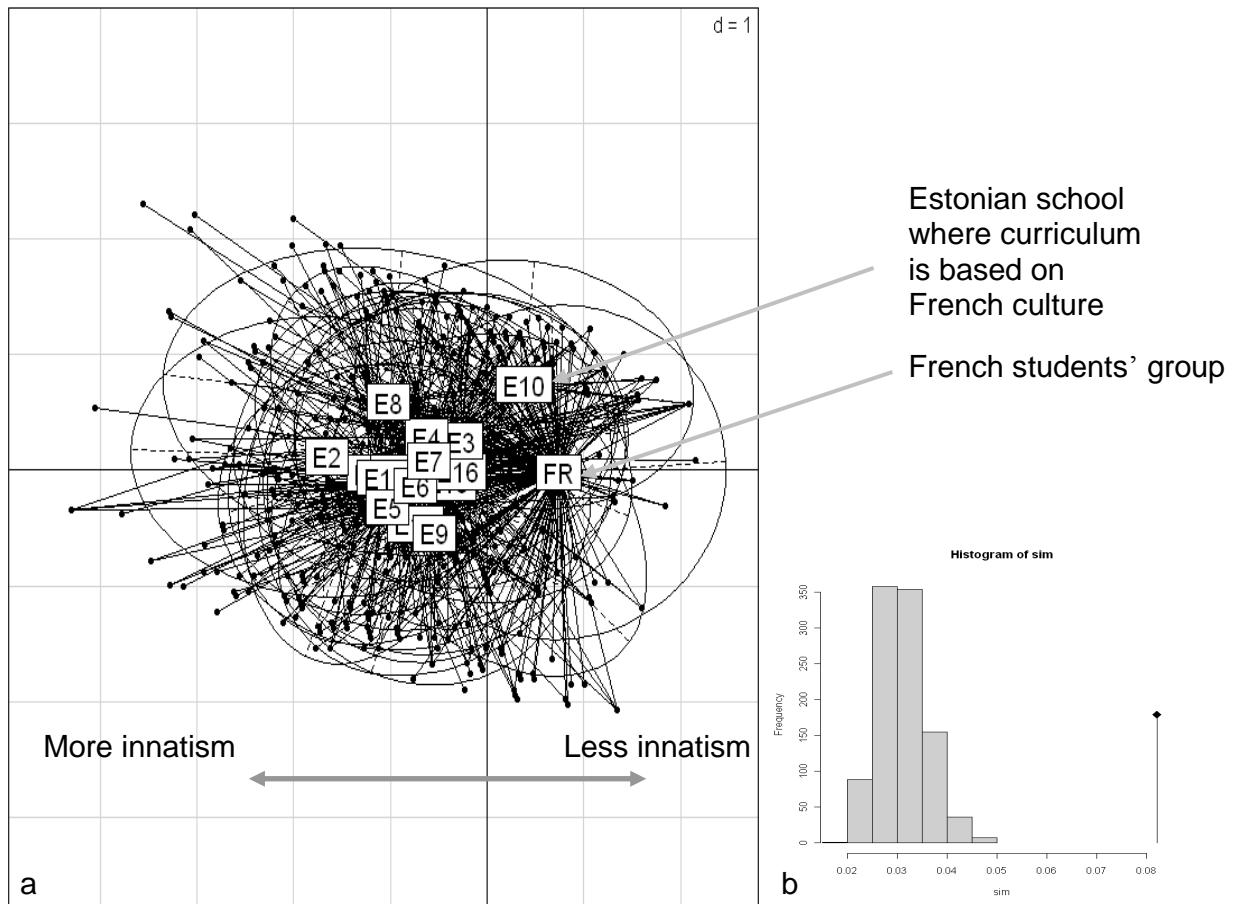 d = 1
Estonian school
where curriculum
is based on
French culture
French students’ group
E10
E8
E4
E3
E2
E7
16
FR
E1
E6
E5
E9
More innatism
Less innatism
a
Histogram of sim
Frequency
350
300
250
200
150
100
50
0
0.02
0.03
0.04
0.05
0.06
0.07
0.08
sim
b